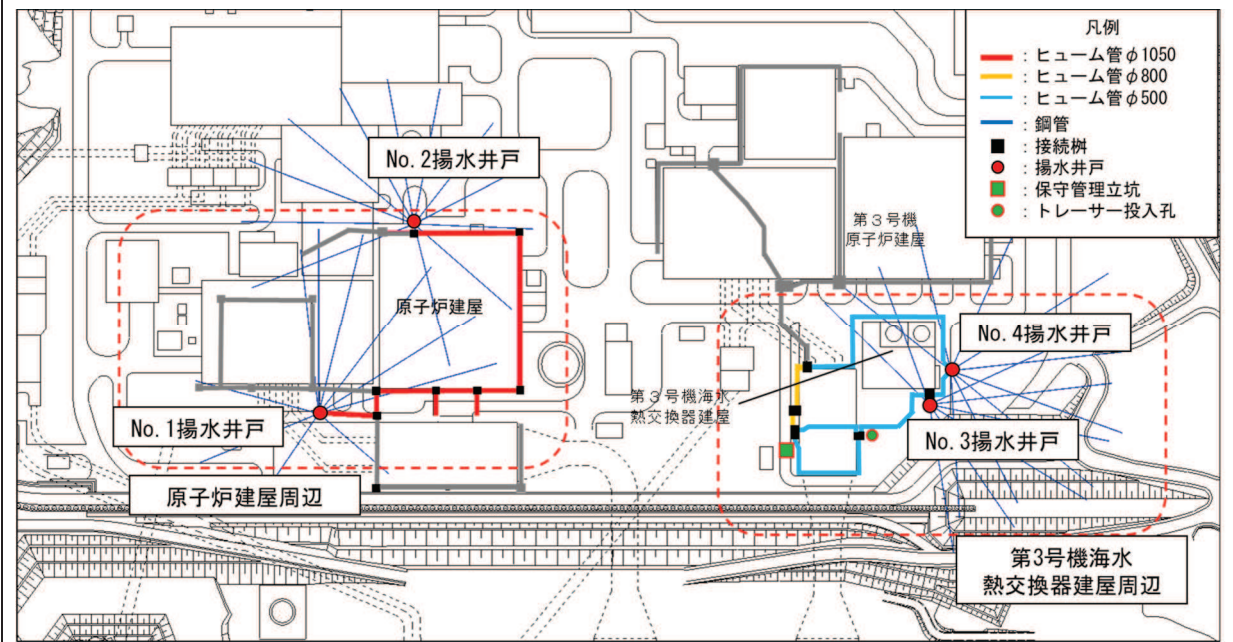 凡例
：ヒューム管φ1050
：ヒューム管φ800
：ヒューム管φ500
：鋼管
：接続桝
：揚水井戸
：保守管理立坑
：トレーサー投入孔
No.2揚水井戸
第３号機
原子炉建屋
原子炉建屋
No.4揚水井戸
第３号機海水
熱交換器建屋
No.1揚水井戸
No.3揚水井戸
原子炉建屋周辺
第3号機海水
熱交換器建屋周辺